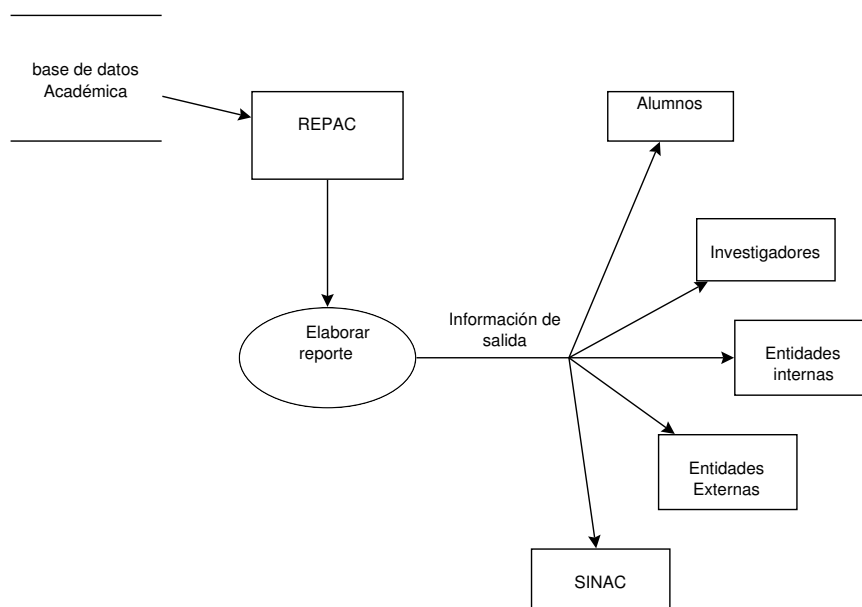 base de datos
Académica
REPAC
Alumnos
Investigadores
Elaborar
reporte
Información de
salida
Entidades
internas
Entidades
Externas
SINAC